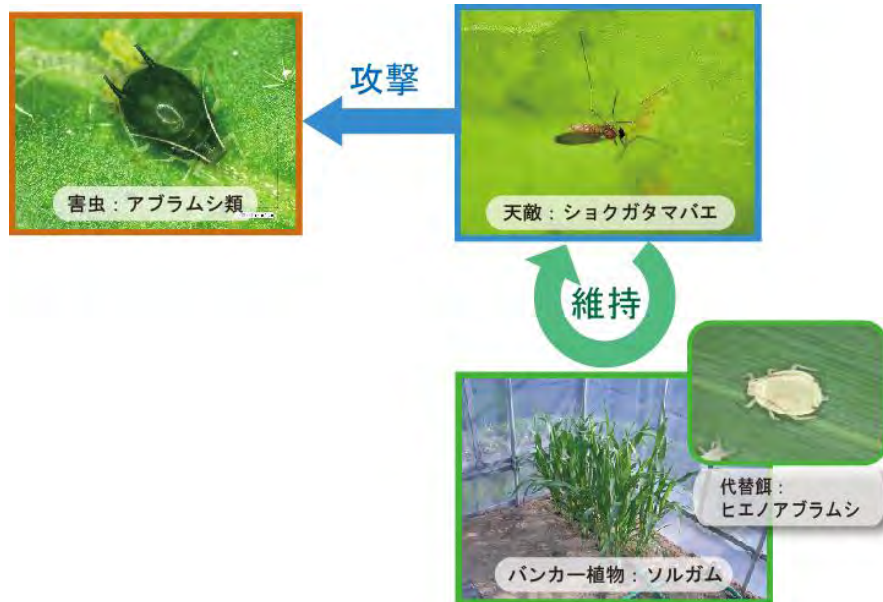 攻撃
害虫：アブラムシ類
天敵：ショクガタマバエ
維持
代替餌：
ヒエノアブラムシ
バンカー植物：ソルガム